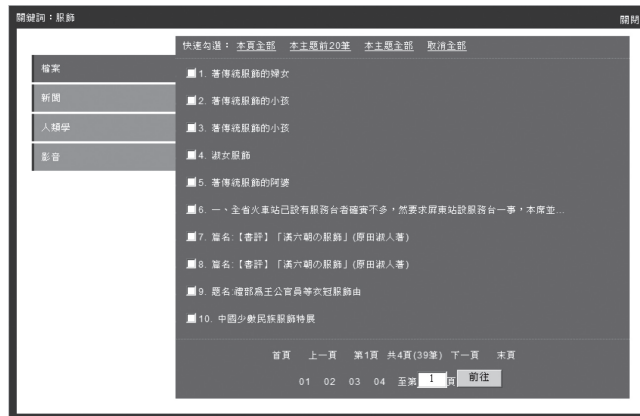 關鍵詞：服飾
關閉
快速勾選： 本頁全部 本主題前20筆 本主題全部 取消全部
檔案
新聞
人類學
影音
1. 著傳統服飾的婦女
2. 著傳統服飾的小孩
3. 著傳統服飾的小孩
4. 淑女服飾
5. 著傳統服飾的阿婆
6. 一、全省火車站已設有服務台者確實不多，然要求屏東站設服務台一事，本席並...
7. 篇名:【書評】「漢六朝の服飾」(原田淑人著)
8. 篇名:【書評】「漢六朝の服飾」(原田淑人著)
9. 題名:禮部為王公官員等衣冠服飾由
10. 中國少數民族服飾特展
首頁 上一頁 第1頁 共4頁(39筆) 下一頁 末頁
01 02 03 04 至第 1 頁 前往